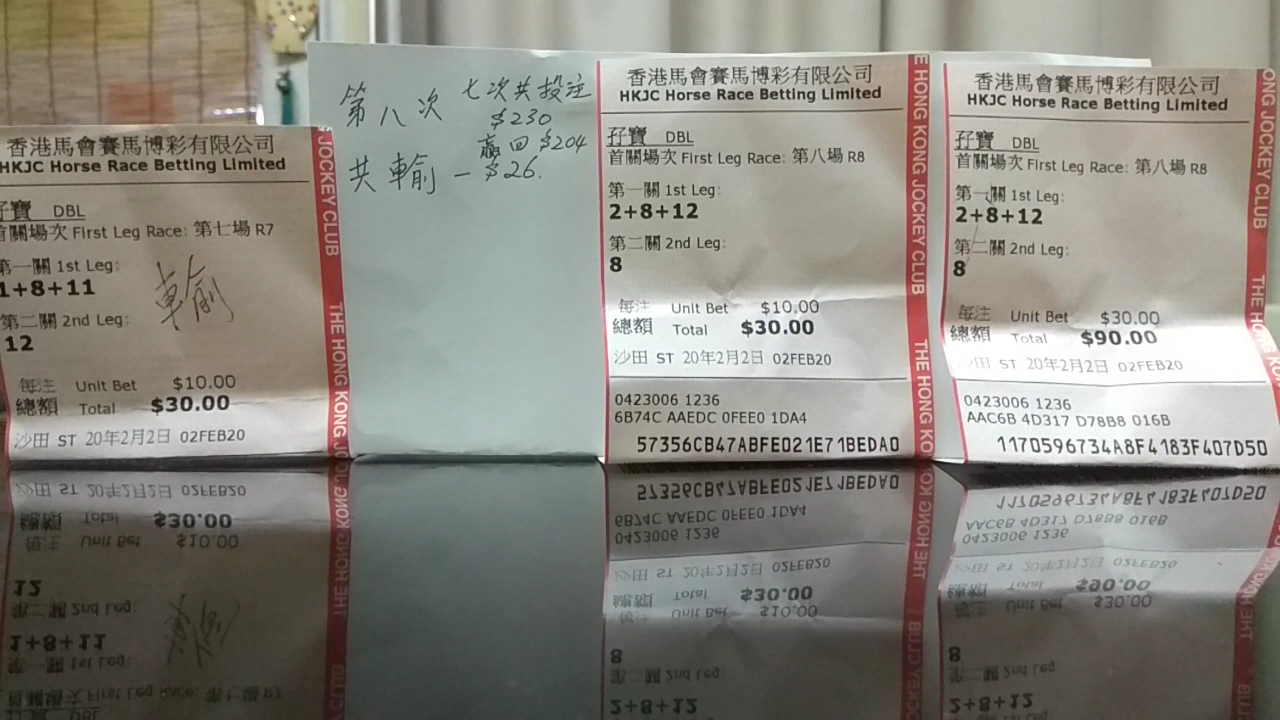 香港馬會賽馬博彩有限公司
HKJC Horse Race Betting Limited
孖寶 DBL
首關場次 First Leg Race: 第七場 R7
第一關 1st Leg:
1+8+11
第二關 2nd Leg:
12
輸
每注 Unit Bet $10.00
總額 Total $30.00
沙田 ST 20年2月2日 02FEB20
JOCKEY CLUB
THE HONG KONG JO
第八次
七次共投注
$230
贏回$204
共輸-$26.
香港馬會賽馬博彩有限公司
HKJC Horse Race Betting Limited
孖寶 DBL
首關場次 First Leg Race: 第八場 R8
第一關 1st Leg:
2+8+12
第二關 2nd Leg:
8
每注 Unit Bet $10.00
總額 Total $30.00
沙田 ST 20年2月2日 02FEB20
0423006 1236
6B74C AAEDC 0FEE0 1DA4
57356CB47ABFE021E71BEDA0
E HONG KONG JOCKEY CLUB
THE HONG KO
香港馬會賽馬博彩有限公司
HKJC Horse Race Betting Limited
孖寶 DBL
首關場次 First Leg Race: 第八場 R8
第一關 1st Leg:
2+8+12
第二關 2nd Leg:
8
每注 Unit Bet $30.00
總額 Total $90.00
沙田 ST 20年2月2日 02FEB20
0423006 1236
AAC6B 4D317 D78B8 016B
1170596734A8F4183F407D50
ONG JOCKEY CLUB
THE HO